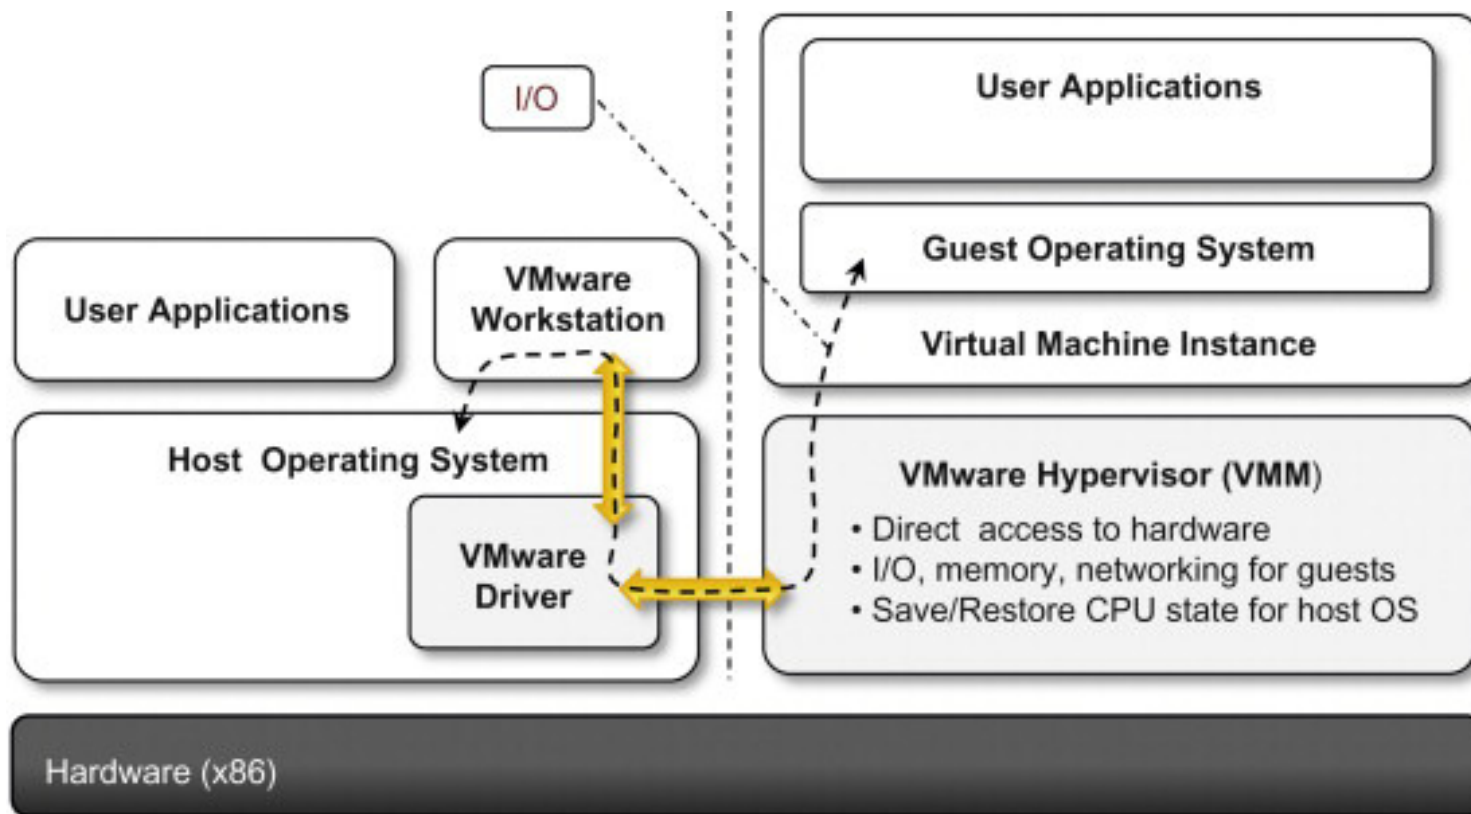 I/O
User Applications
VMware
Workstation
Host  Operating System
VMware
Driver
User Applications
Guest Operating System
Virtual Machine Instance
VMware Hypervisor (VMM)
• Direct  access to hardware
• I/O, memory, networking for guests
• Save/Restore CPU state for host OS
Hardware (x86)